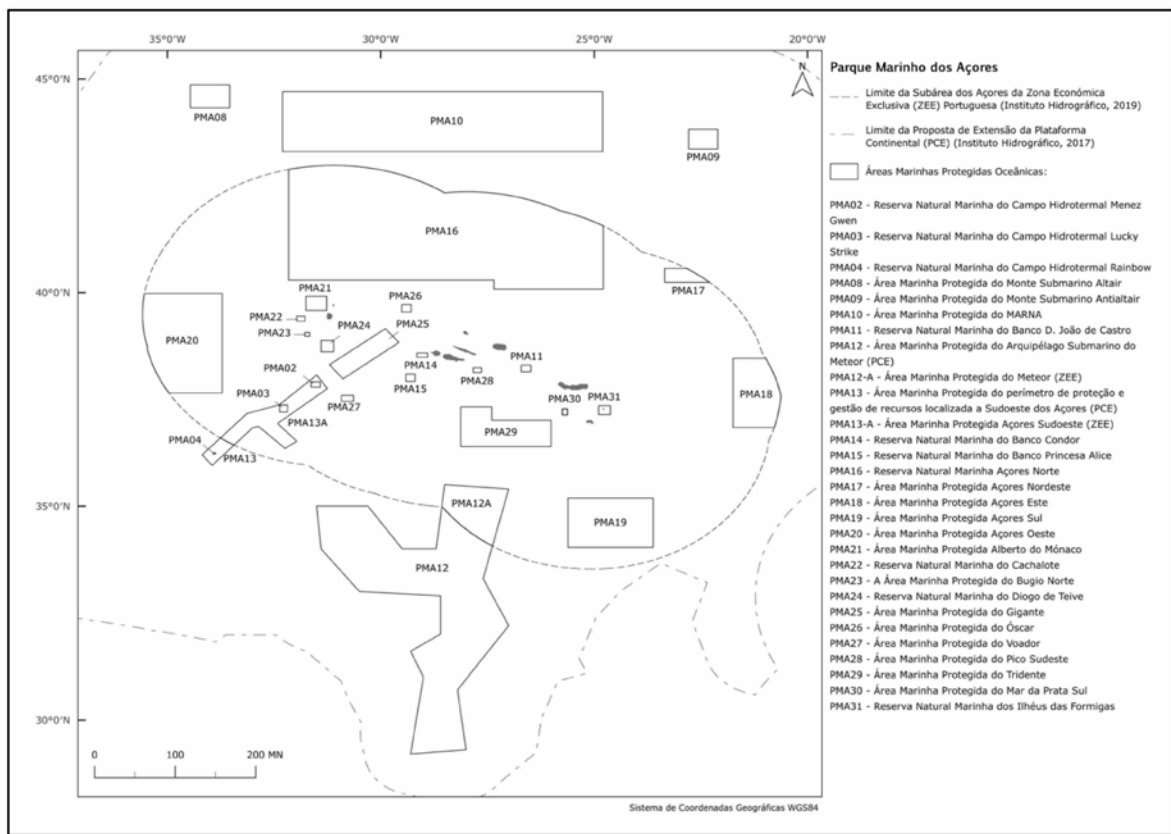 35°0'W
30°0'W
25°0'W
20°0'W
45°0'N
40°0'N
35°0'N
30°0'N
N
PMA08
PMA10
PMA09
PMA16
PMA17
PMA21
PMA26
PMA22
PMA23
PMA24
PMA25
PMA20
PMA02
PMA14
PMA11
PMA03
PMA15
PMA28
PMA27
PMA30
PMA31
PMA18
PMA13A
PMA29
PMA04
PMA13
PMA12A
PMA19
PMA12
0 100 200 MN
Parque Marinho dos Açores
Limite da Subárea dos Açores da Zona Económica
Exclusiva (ZEE) Portuguesa (Instituto Hidrográfico, 2019)
Limite da Proposta de Extensão da Plataforma
Continental (PCE) (Instituto Hidrográfico, 2017)
Áreas Marinhas Protegidas Oceânicas:
PMA02 - Reserva Natural Marinha do Campo Hidrotermal Menez
Gwen
PMA03 - Reserva Natural Marinha do Campo Hidrotermal Lucky
Strike
PMA04 - Reserva Natural Marinha do Campo Hidrotermal Rainbow
PMA08 - Área Marinha Protegida do Monte Submarino Altair
PMA09 - Área Marinha Protegida do Monte Submarino Antialtair
PMA10 - Área Marinha Protegida do MARNA
PMA11 - Reserva Natural Marinha do Banco D. João de Castro
PMA12 - Área Marinha Protegida do Arquipélago Submarino do
Meteor (PCE)
PMA12-A - Área Marinha Protegida do Meteor (ZEE)
PMA13 - Área Marinha Protegida do perímetro de proteção e
gestão de recursos localizada a Sudoeste dos Açores (PCE)
PMA13-A - Área Marinha Protegida Açores Sudoeste (ZEE)
PMA14 - Reserva Natural Marinha do Banco Condor
PMA15 - Reserva Natural Marinha do Banco Princesa Alice
PMA16 - Reserva Natural Marinha Açores Norte
PMA17 - Área Marinha Protegida Açores Nordeste
PMA18 - Área Marinha Protegida Açores Este
PMA19 - Área Marinha Protegida Açores Sul
PMA20 - Área Marinha Protegida Açores Oeste
PMA21 - Área Marinha Protegida Alberto do Mónaco
PMA22 - Reserva Natural Marinha do Cachalote
PMA23 - A Área Marinha Protegida do Bugio Norte
PMA24 - Reserva Natural Marinha do Diogo de Teive
PMA25 - Área Marinha Protegida do Gigante
PMA26 - Área Marinha Protegida do Óscar
PMA27 - Área Marinha Protegida do Voador
PMA28 - Área Marinha Protegida do Pico Sudeste
PMA29 - Área Marinha Protegida do Tridente
PMA30 - Área Marinha Protegida do Mar da Prata Sul
PMA31 - Reserva Natural Marinha dos Ilhéus das Formigas
Sistema de Coordenadas Geográficas WGS84